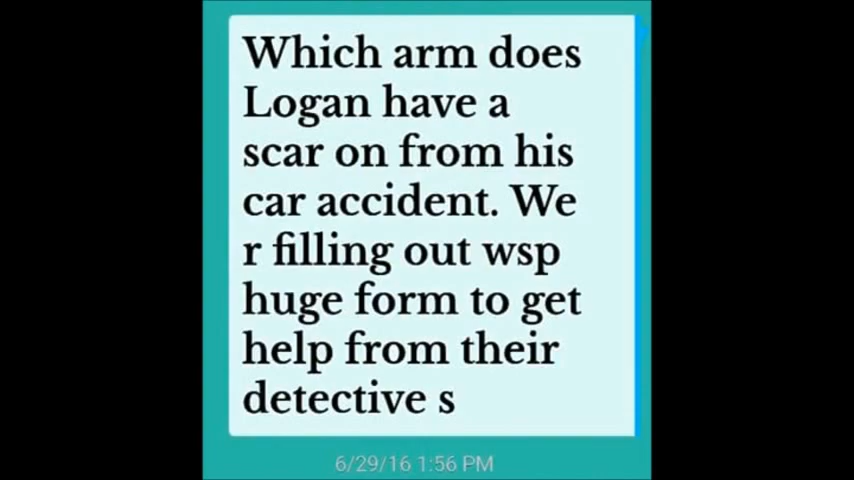 Which arm does
Logan have a
scar on from his
car accident. We
r filling out wsp
huge form to get
help from their
detective s
6/29/16 1:56 PM